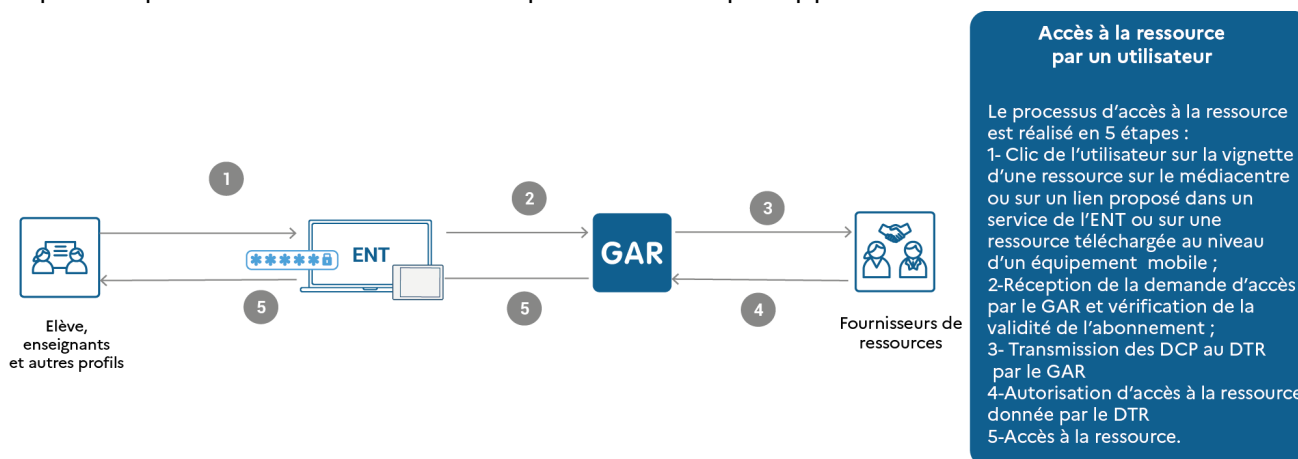 Accès à la ressource
par un utilisateur
Le processus d'accès à la ressource
est réalisé en 5 étapes :
1- Clic de l'utilisateur sur la vignette
d'une ressource sur le médiacentre
ou sur un lien proposé dans un
service de l'ENT ou sur une
ressource téléchargée au niveau
d'un équipement mobile ;
2-Réception de la demande d'accès
par le GAR et vérification de la
validité de l'abonnement ;
3- Transmission des DCP au DTR
par le GAR
4-Autorisation d'accès à la ressource
donnée par le DTR
5-Accès à la ressource.
1
2
3
*****
ENT
GAR
5
5
4
Elève,
enseignants
et autres profils
Fournisseurs de
ressources